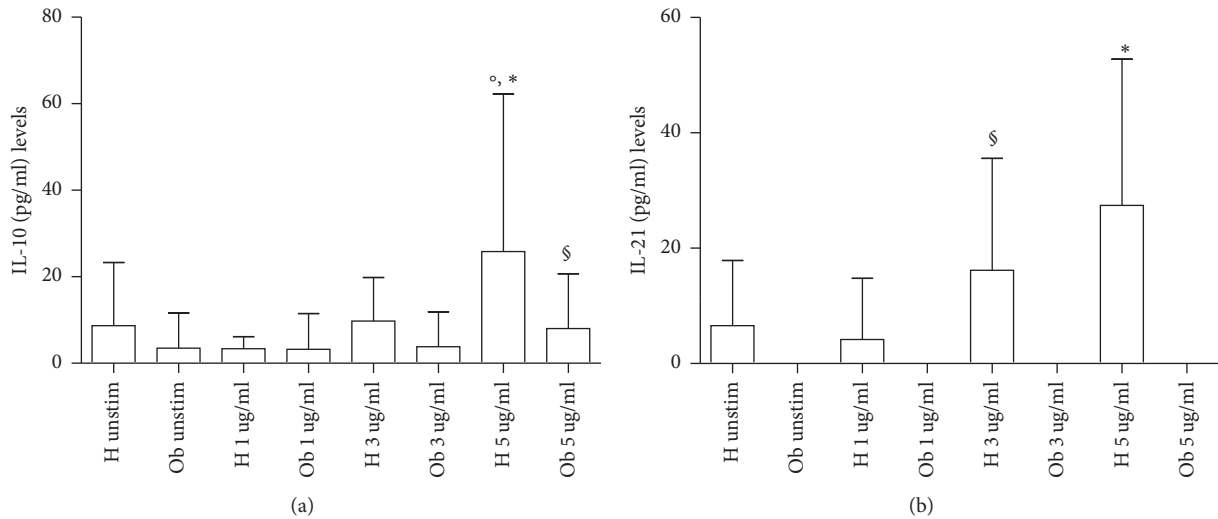 80
60
40
20
0
IL-10 (pg/ml) levels
°, *
§
H unstim
Ob unstim
H 1 ug/ml
Ob 1 ug/ml
H 3 ug/ml
Ob 3 ug/ml
H 5 ug/ml
Ob 5 ug/ml
(a)
60
40
20
0
IL-21 (pg/ml) levels
§
*
H unstim
Ob unstim
H 1 ug/ml
Ob 1 ug/ml
H 3 ug/ml
Ob 3 ug/ml
H 5 ug/ml
Ob 5 ug/ml
(b)